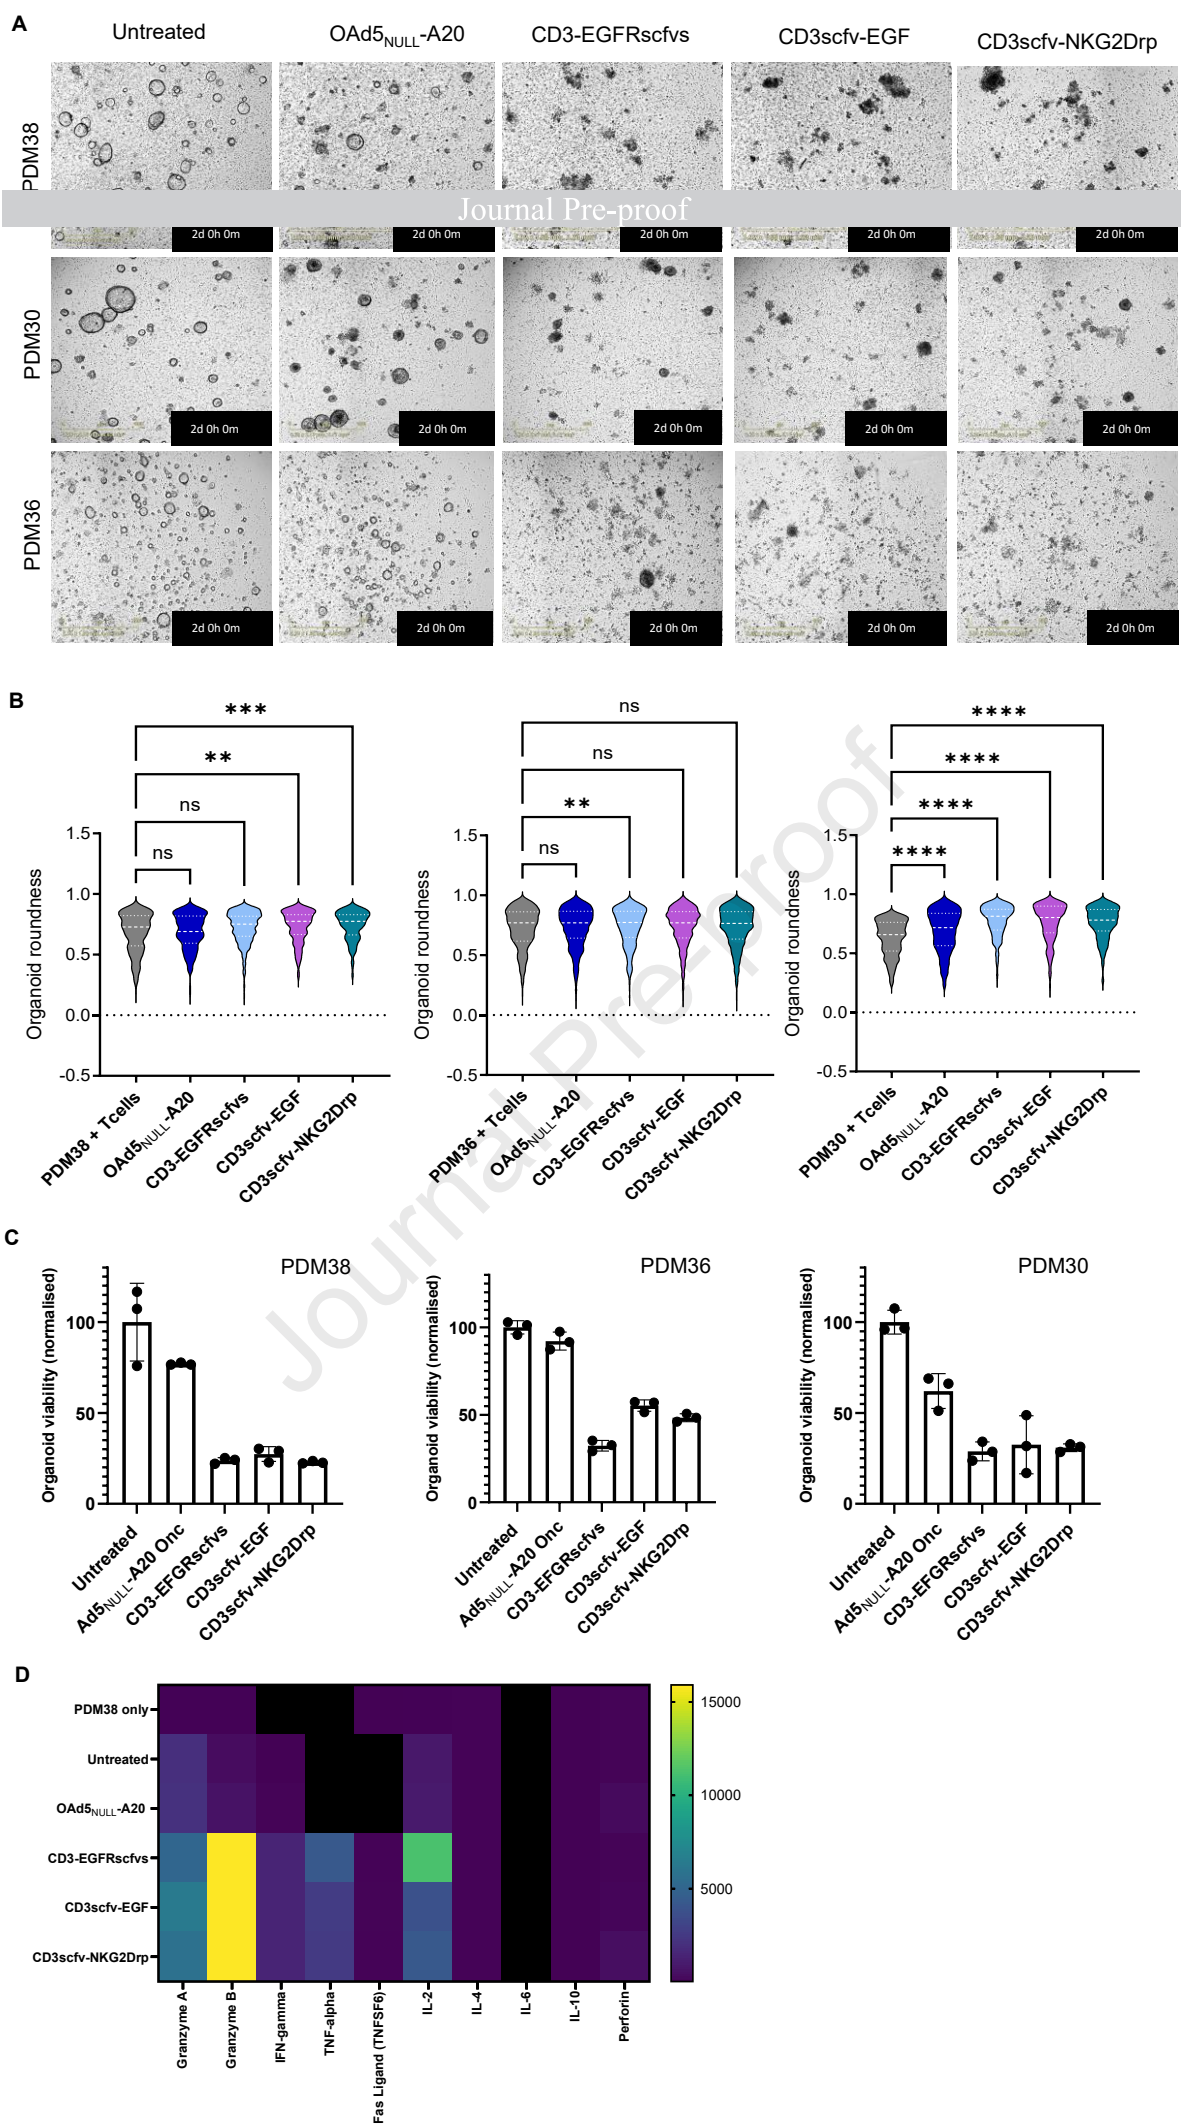 A
Untreated
OAd5NULL-A20
CD3-EGFRscfvs
CD3scfv-EGF
CD3scfv-NKG2Drp
PDM38
Journal Pre-proof
2d 0h 0m
2d 0h 0m
2d 0h 0m
2d 0h 0m
2d 0h 0m
PDM30
2d 0h 0m
2d 0h 0m
2d 0h 0m
2d 0h 0m
2d 0h 0m
PDM36
2d 0h 0m
2d 0h 0m
2d 0h 0m
2d 0h 0m
2d 0h 0m
B
***
**
ns
ns
Organoid roundness
1.5
1.0
0.5
0.0
-0.5
PDM38 + Tcells
OAd5NULL-A20
CD3-EGFRscfvs
CD3scfv-EGF
CD3scfv-NKG2Drp
ns
ns
**
ns
Organoid roundness
1.5
1.0
0.5
0.0
-0.5
PDM36 + Tcells
OAd5NULL-A20
CD3-EGFRscfvs
CD3scfv-EGF
CD3scfv-NKG2Drp
****
****
****
****
Organoid roundness
1.5
1.0
0.5
0.0
-0.5
PDM30 + Tcells
OAd5NULL-A20
CD3-EGFRscfvs
CD3scfv-EGF
CD3scfv-NKG2Drp
Journal Pre-proof
C
PDM38
Organoid viability (normalised)
100
50
0
Untreated
Ad5NULL-A20 Onc
CD3-EFGRscfvs
CD3scfv-EGF
CD3scfv-NKG2Drp
PDM36
Organoid viability (normalised)
100
50
0
Untreated
Ad5NULL-A20 Onc
CD3-EFGRscfvs
CD3scfv-EGF
CD3scfv-NKG2Drp
PDM30
Organoid viability (normalised)
100
50
0
Untreated
Ad5NULL-A20 Onc
CD3-EFGRscfvs
CD3scfv-EGF
CD3scfv-NKG2Drp
D
PDM38 only
Untreated
OAd5NULL-A20
CD3-EGFRscfvs
CD3scfv-EGF
CD3scfv-NKG2Drp
Granzyme A
Granzyme B
IFN-gamma
TNF-alpha
Fas Ligand (TNFSF6)
IL-2
IL-4
IL-6
IL-10
Perforin
15000
10000
5000